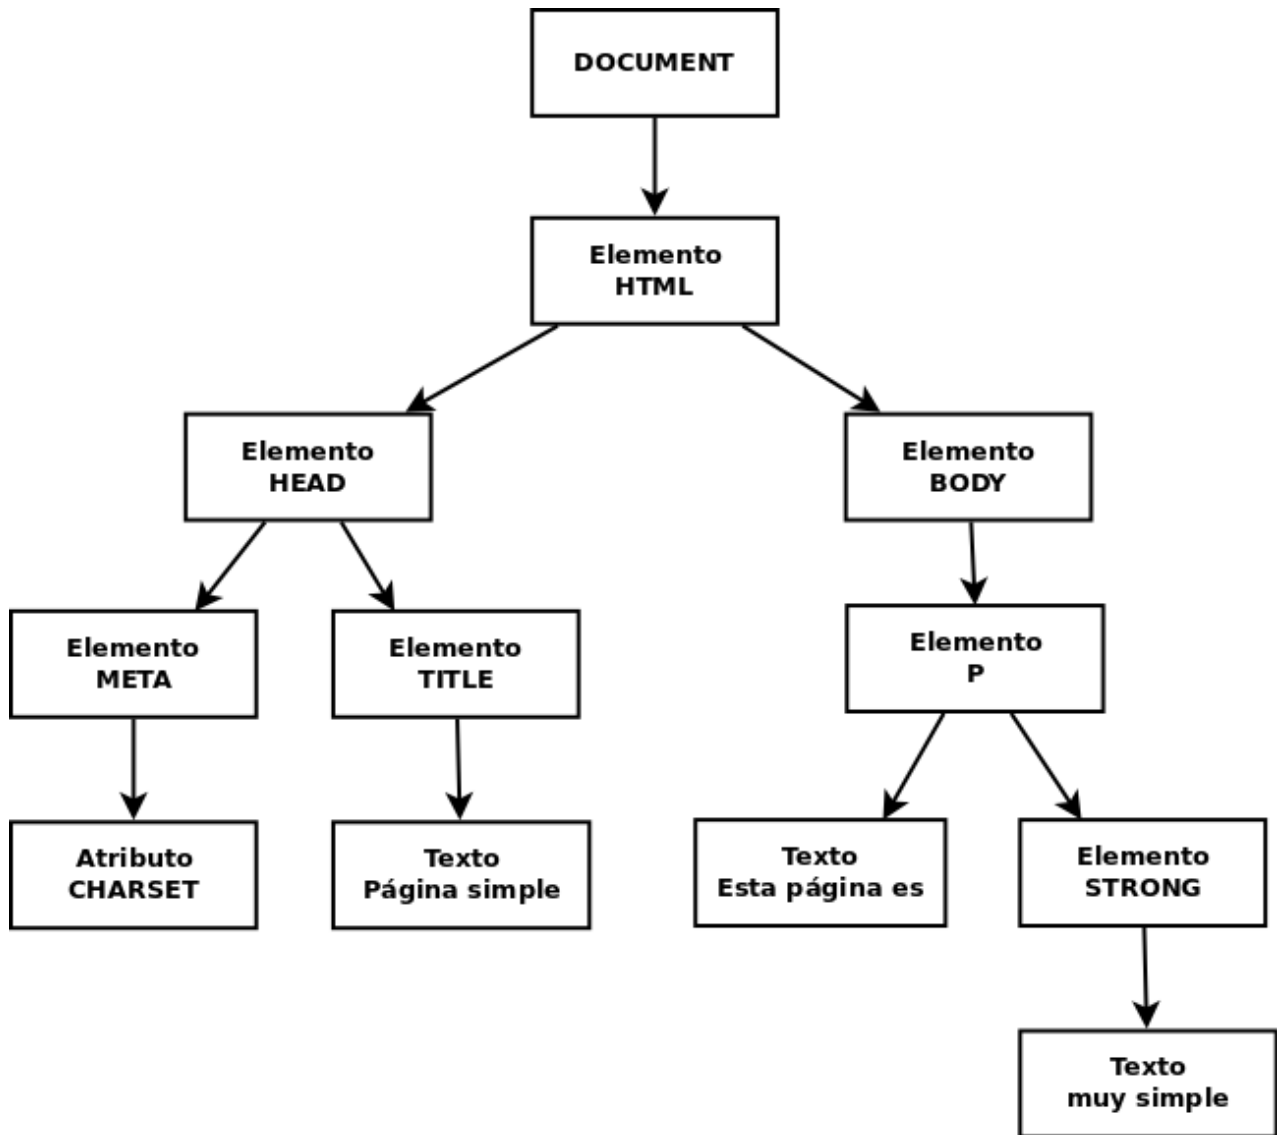 DOCUMENT
Elemento
HTML
Elemento
HEAD
Elemento
BODY
Elemento
META
Elemento
TITLE
Elemento
P
Atributo
CHARSET
Texto
Página simple
Texto
Esta página es
Elemento
STRONG
Texto
muy simple